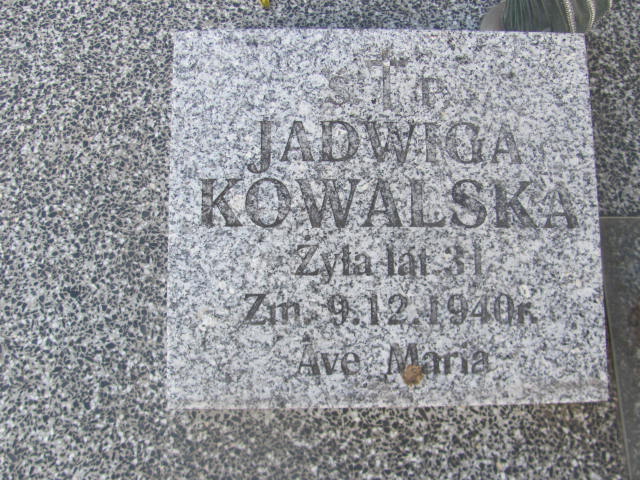 Ś. P.
JADWIGA
KOWALSKA
Żyła lat 31
Zm. 9.12.1940r.
Ave Maria